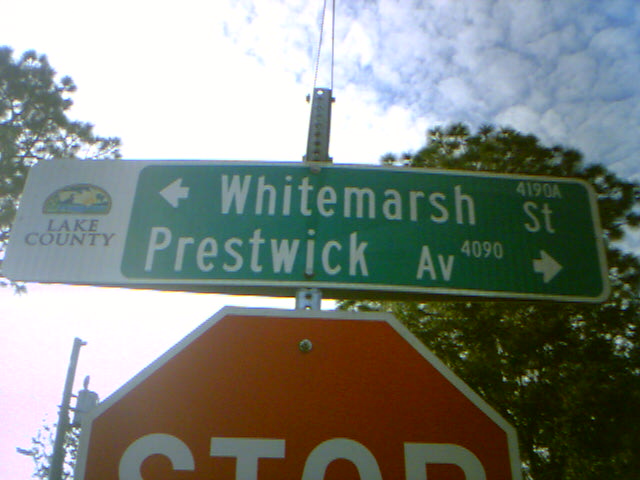 LAKE
COUNTY
← Whitemarsh St 4190A
Prestwick Av 4090 →
STOP